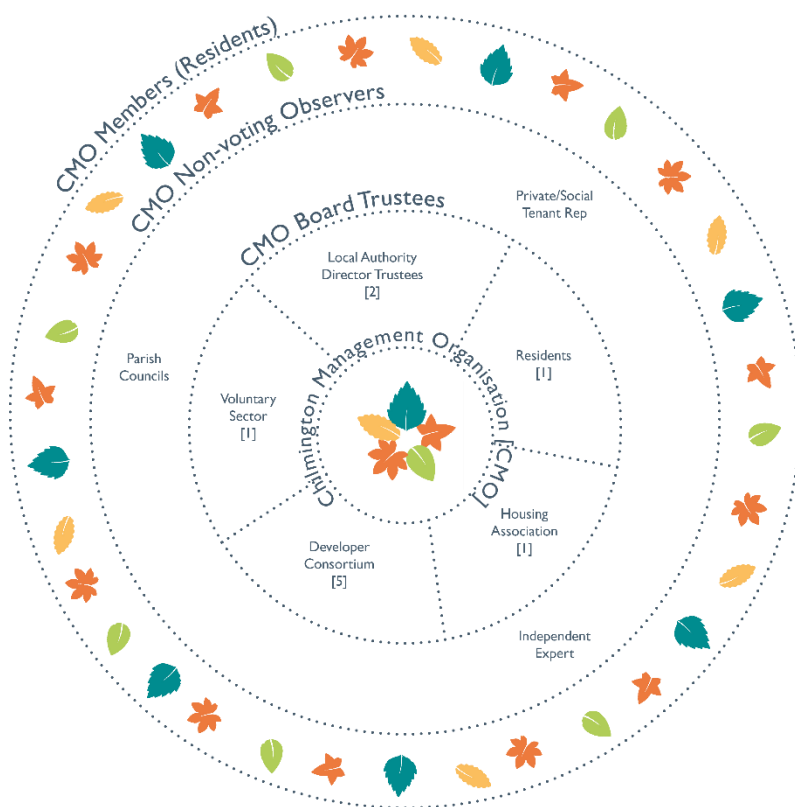 CMO Members (Residents)
CMO Non-voting Observers
Private/Social
Tenant Rep
CMO Board Trustees
Local Authority
Director Trustees
[2]
Chilmington Management Organisation [CMO]
Residents
[1]
Parish
Councils
Voluntary
Sector
[1]
Housing
Association
[1]
Developer
Consortium
[5]
Independent
Expert